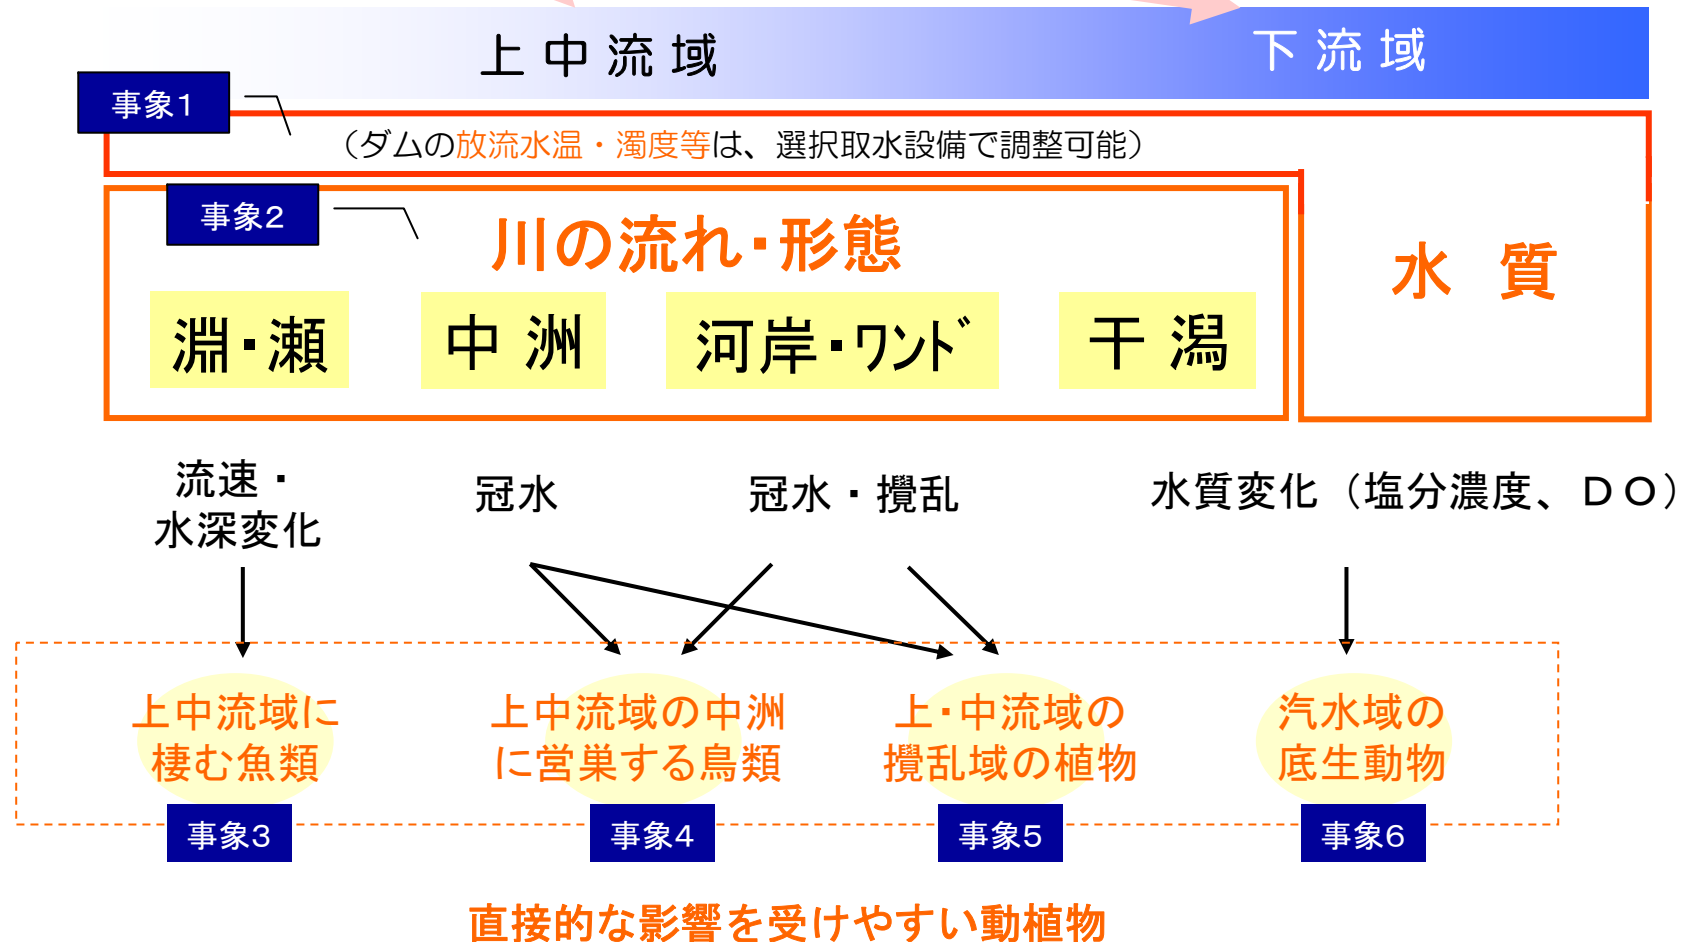 上中流域
下流域
事象1
(ダムの放流水温・濁度等は、選択取水設備で調整可能)
事象2
川の流れ・形態
水 質
淵・瀬
中 洲
河岸・ワンド
干 潟
流速・
水深変化
冠水
冠水・攪乱
水質変化（塩分濃度、ＤＯ）
上中流域に
棲む魚類
上中流域の中洲
に営巣する鳥類
上・中流域の
攪乱域の植物
汽水域の
底生動物
事象3
事象4
事象5
事象6
直接的な影響を受けやすい動植物